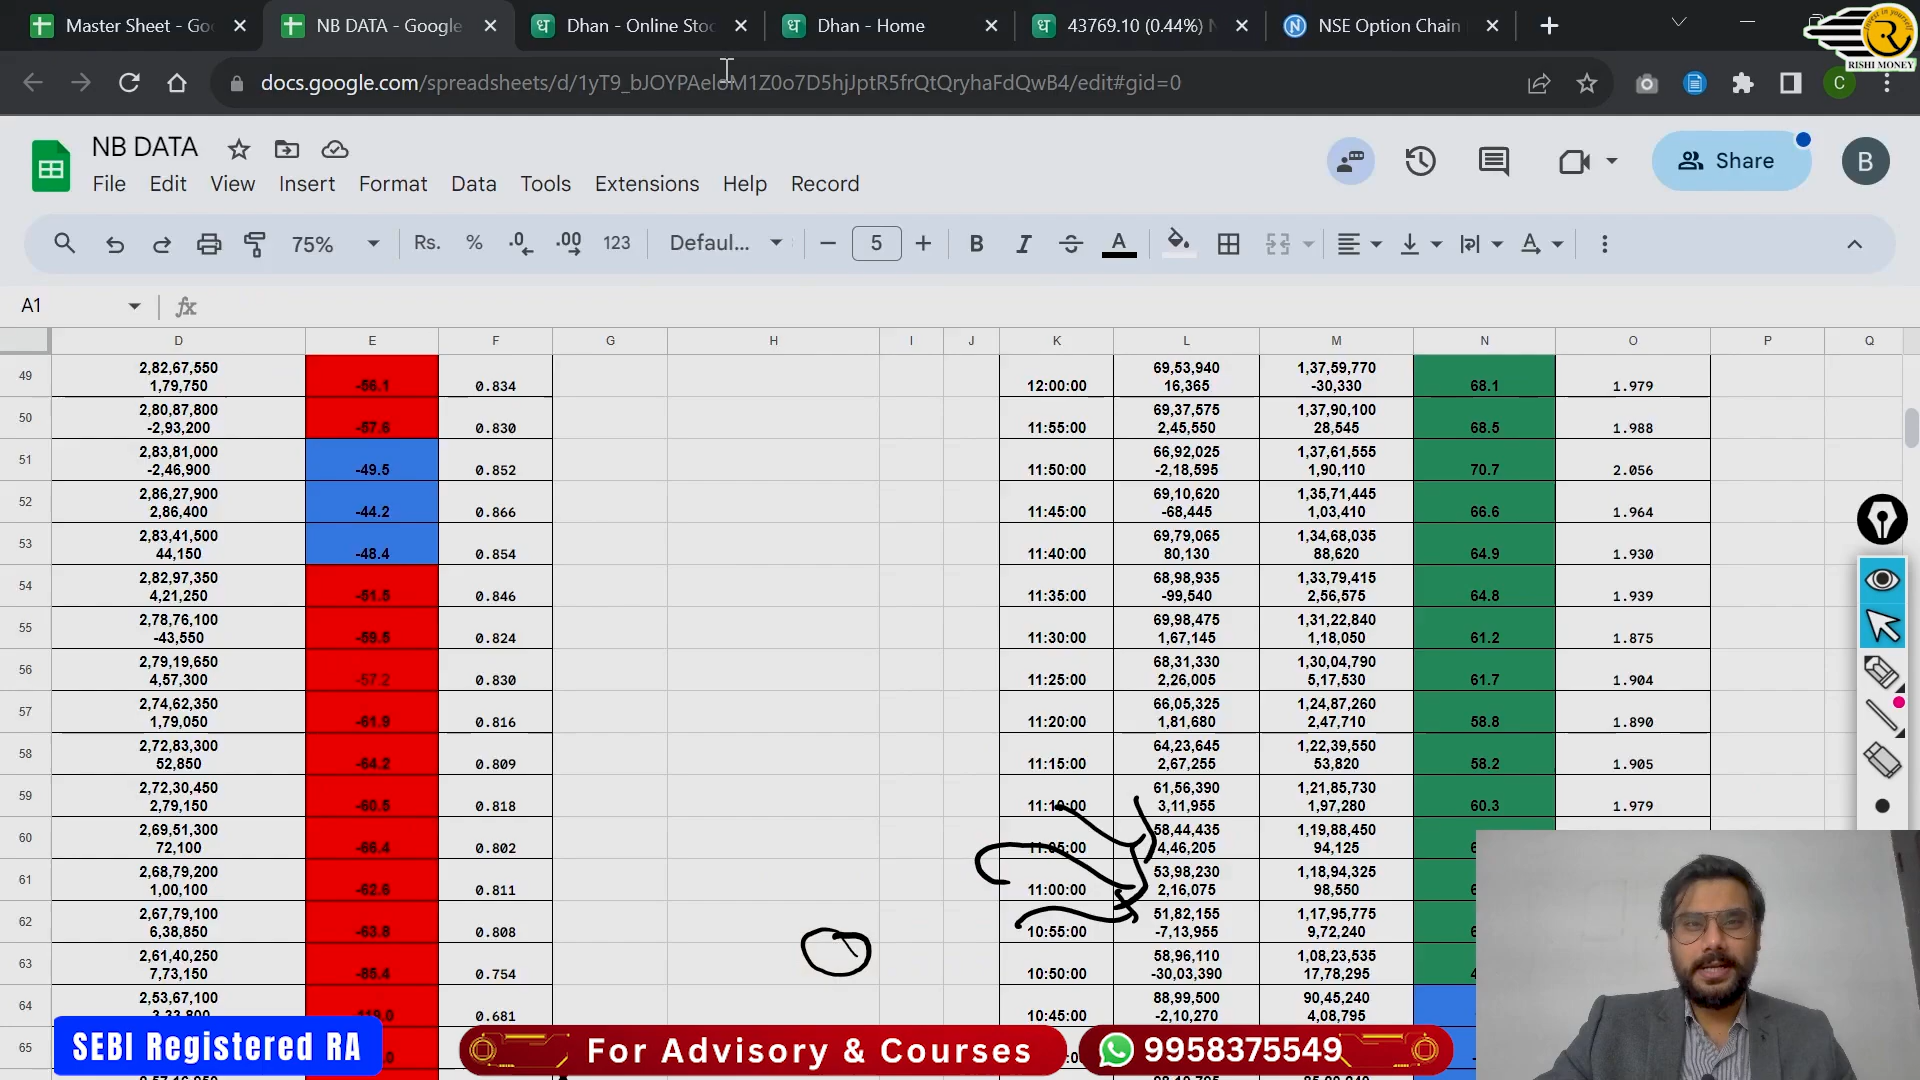 Master Sheet - Go
NB DATA - Google
Dhan - Online Stoc
Dhan - Home
43769.10 (0.44%) N
NSE Option Chain
docs.google.com/spreadsheets/d/1yT9_bJOYPAeloM1Z0o7D5hjJptR5frQtQryhaFdQwB4/edit#gid=0
C
RISHI MONEY
NB DATA
File Edit View Insert Format Data Tools Extensions Help Record
Share
B
75% Rs. % .0 .00 123 Defaul... 5 B I A
A1 fx
D E F G H I J K L M N O P Q
49 2,82,67,550 1,79,750 -56.1 0.834 12:00:00 69,53,940 16,365 1,37,59,770 -30,330 68.1 1.979
50 2,80,87,800 -2,93,200 -57.6 0.830 11:55:00 69,37,575 2,45,550 1,37,90,100 28,545 68.5 1.988
51 2,83,81,000 -2,46,900 -49.5 0.852 11:50:00 66,92,025 -2,18,595 1,37,61,555 1,90,110 70.7 2.056
52 2,86,27,900 2,86,400 -44.2 0.866 11:45:00 69,10,620 -68,445 1,35,71,445 1,03,410 66.6 1.964
53 2,83,41,500 44,150 -48.4 0.854 11:40:00 69,79,065 80,130 1,34,68,035 88,620 64.9 1.930
54 2,82,97,350 4,21,250 -51.5 0.846 11:35:00 68,98,935 -99,540 1,33,79,415 2,56,575 64.8 1.939
55 2,78,76,100 -43,550 -59.5 0.824 11:30:00 69,98,475 1,67,145 1,31,22,840 1,18,050 61.2 1.875
56 2,79,19,650 4,57,300 -57.2 0.830 11:25:00 68,31,330 2,26,005 1,30,04,790 5,17,530 61.7 1.904
57 2,74,62,350 1,79,050 -61.9 0.816 11:20:00 66,05,325 1,81,680 1,24,87,260 2,47,710 58.8 1.890
58 2,72,83,300 52,850 -64.2 0.809 11:15:00 64,23,645 2,67,255 1,22,39,550 53,820 58.2 1.905
59 2,72,30,450 2,79,150 -60.5 0.818 11:10:00 61,56,390 3,11,955 1,21,85,730 1,97,280 60.3 1.979
60 2,69,51,300 72,100 -66.4 0.802 11:05:00 58,44,435 4,46,205 1,19,88,450 94,125
61 2,68,79,200 1,00,100 -62.6 0.811 11:00:00 53,98,230 2,16,075 1,18,94,325 98,550
62 2,67,79,100 6,38,850 -63.8 0.808 10:55:00 51,82,155 -7,13,955 1,17,95,775 9,72,240
63 2,61,40,250 7,73,150 -85.4 0.754 10:50:00 58,96,110 -30,03,390 1,08,23,535 17,78,295
64 2,53,67,100 0.681 10:45:00 88,99,500 -2,10,270 90,45,240 4,08,795
65
SEBI Registered RA
For Advisory & Courses
9958375549